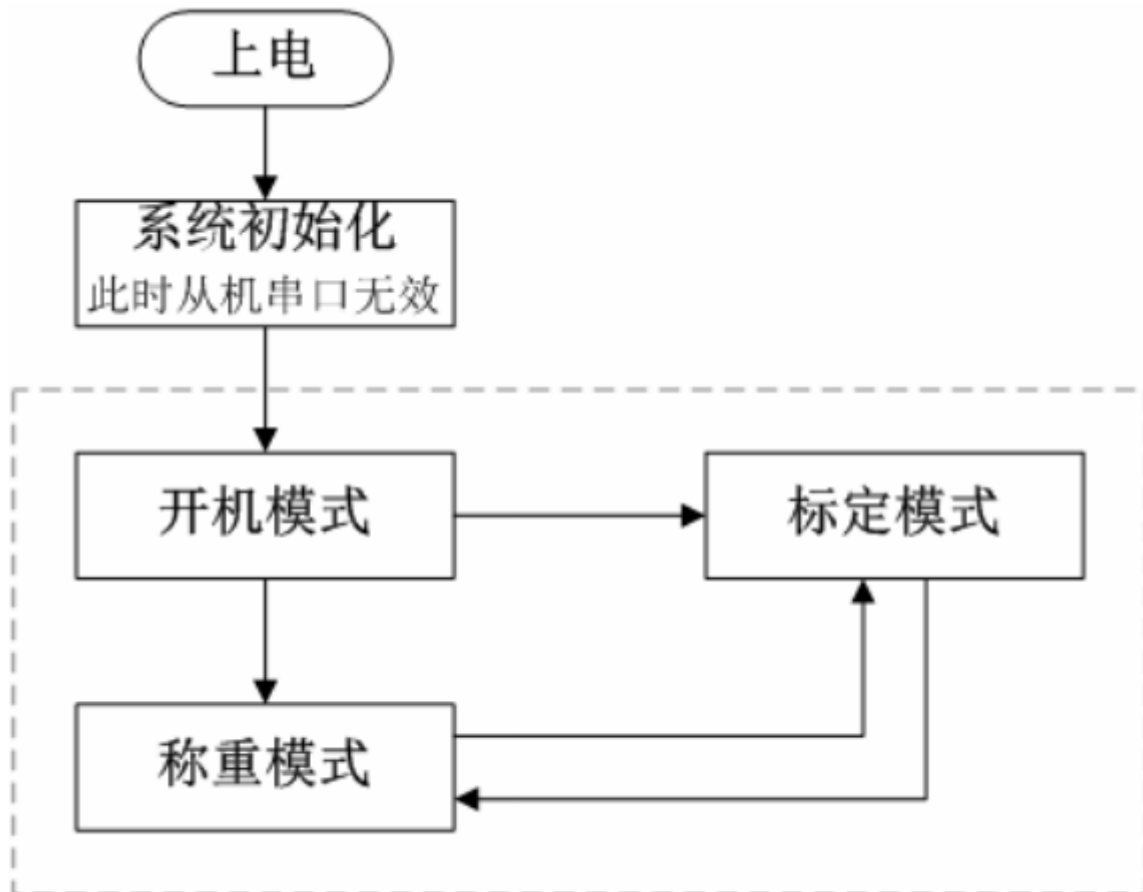 上电
系统初始化
此时从机串口无效
开机模式
标定模式
称重模式